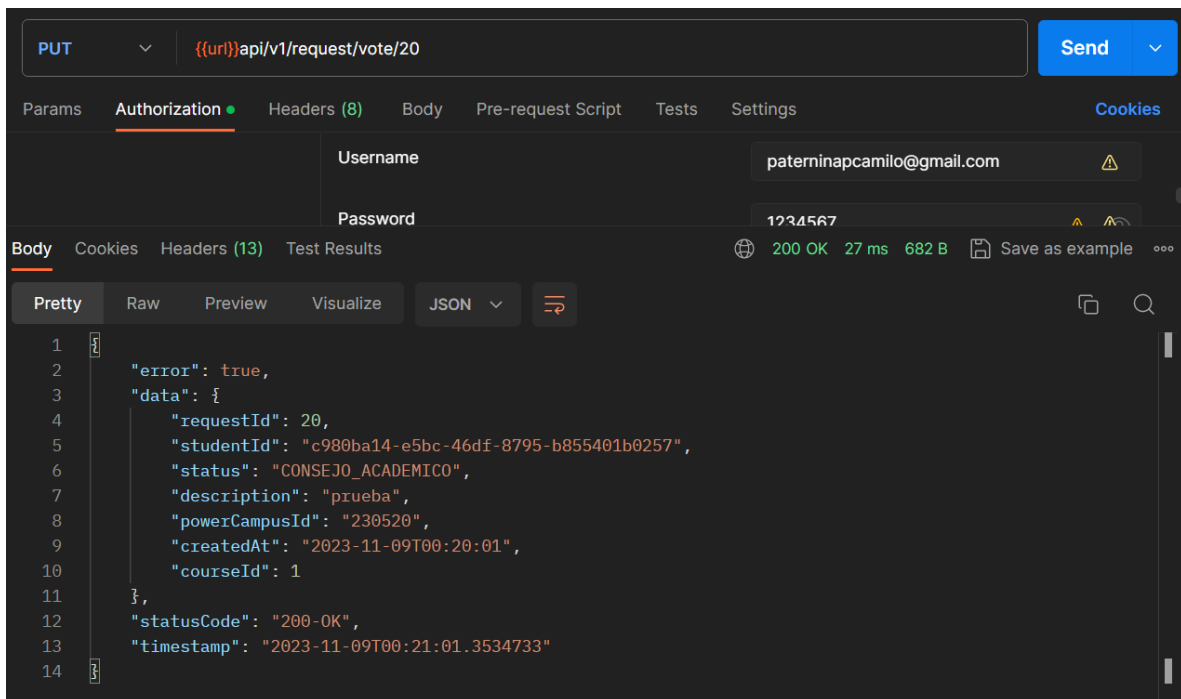 PUT {{url}}api/v1/request/vote/20 Send
Params Authorization Headers (8) Body Pre-request Script Tests Settings Cookies
Username paterninapcamilo@gmail.com
Password 1234567
Body Cookies Headers (13) Test Results 200 OK 27 ms 682 B Save as example
Pretty Raw Preview Visualize JSON
1 {
2 "error": true,
3 "data": {
4 "requestId": 20,
5 "studentId": "c980ba14-e5bc-46df-8795-b855401b0257",
6 "status": "CONSEJO_ACADEMICO",
7 "description": "prueba",
8 "powerCampusId": "230520",
9 "createdAt": "2023-11-09T00:20:01",
10 "courseId": 1
11 },
12 "statusCode": "200-OK",
13 "timestamp": "2023-11-09T00:21:01.3534733"
14 }